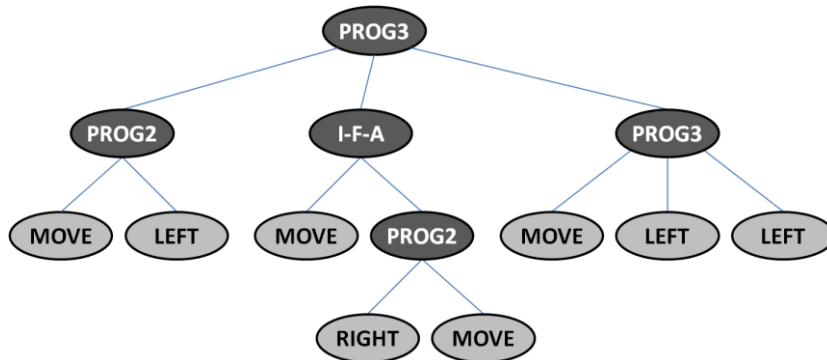 PROG3
PROG2 I-F-A PROG3
MOVE LEFT MOVE PROG2 MOVE LEFT LEFT
RIGHT MOVE